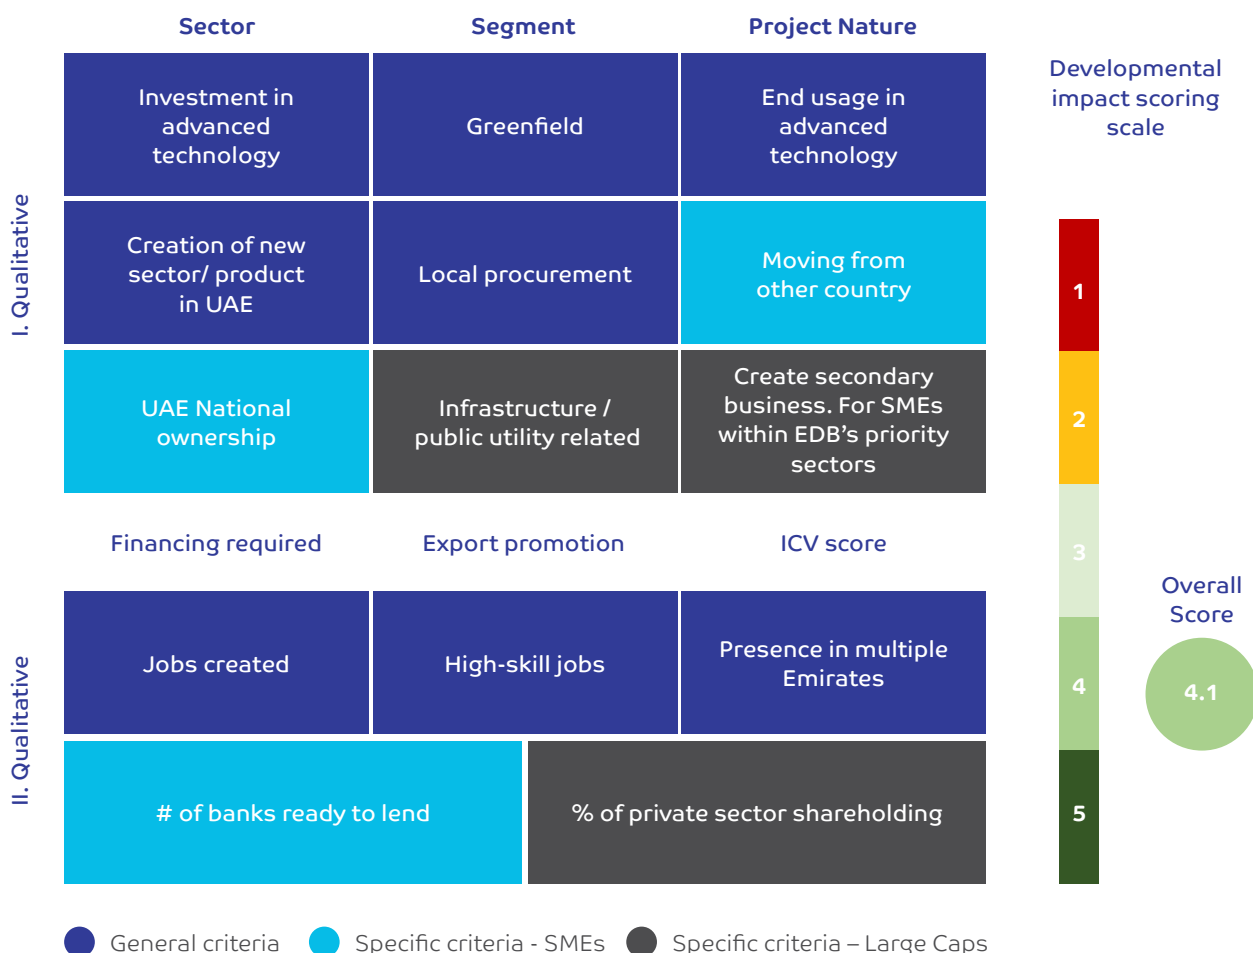 Sector
Segment
Project Nature
Developmental
impact scoring
scale
I. Qualitative
Investment in
advanced
technology
Greenfield
End usage in
advanced
technology
Creation of new
sector/ product
in UAE
Local procurement
Moving from
other country
UAE National
ownership
Infrastructure /
public utility related
Create secondary
business. For SMEs
within EDB’s priority
sectors
Financing required
Export promotion
ICV score
II. Qualitative
Jobs created
High-skill jobs
Presence in multiple
Emirates
# of banks ready to lend
% of private sector shareholding
1
2
3
4
5
Overall
Score
4.1
General criteria
Specific criteria - SMEs
Specific criteria – Large Caps